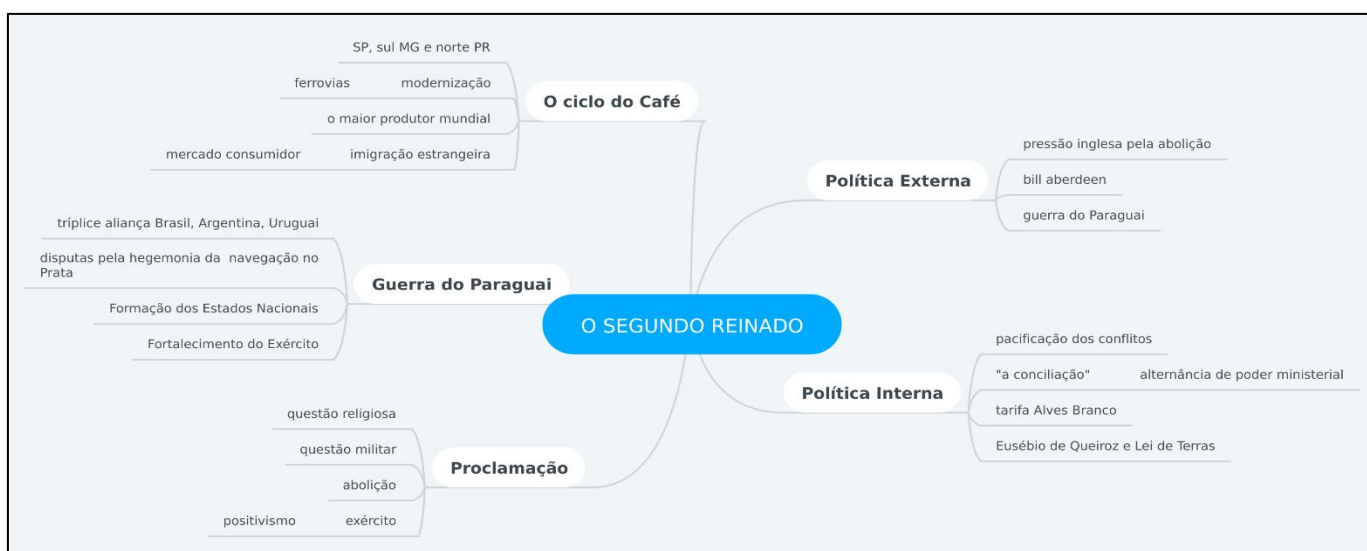 O SEGUNDO REINADO
O ciclo do Café
SP, sul MG e norte PR
modernização
ferrovias
o maior produtor mundial
imigração estrangeira
mercado consumidor
Guerra do Paraguai
tríplice aliança Brasil, Argentina, Uruguai
disputas pela hegemonia da navegação no
Prata
Formação dos Estados Nacionais
Fortalecimento do Exército
Proclamação
questão religiosa
questão militar
abolição
exército
positivismo
Política Externa
pressão inglesa pela abolição
bill aberdeen
guerra do Paraguai
Política Interna
pacificação dos conflitos
"a conciliação"
alternância de poder ministerial
tarifa Alves Branco
Eusébio de Queiroz e Lei de Terras